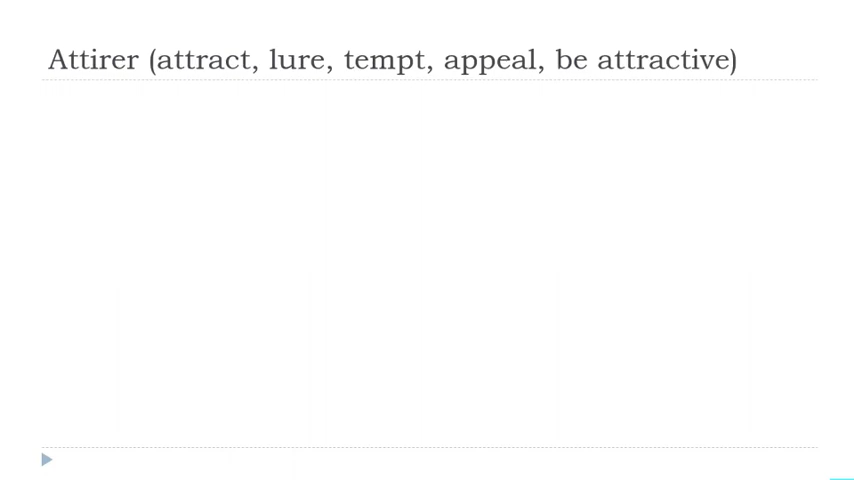 Attirer (attract, lure, tempt, appeal, be attractive)